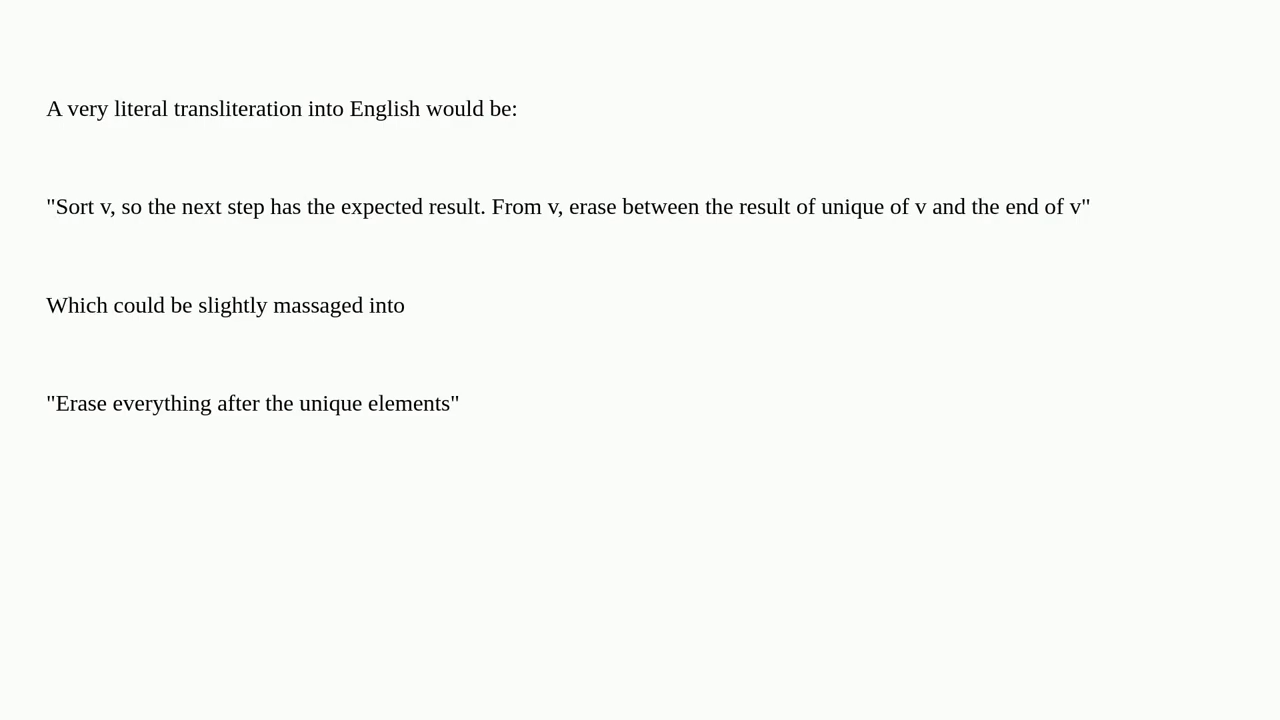 A very literal transliteration into English would be:
"Sort v, so the next step has the expected result. From v, erase between the result of unique of v and the end of v"
Which could be slightly massaged into
"Erase everything after the unique elements"